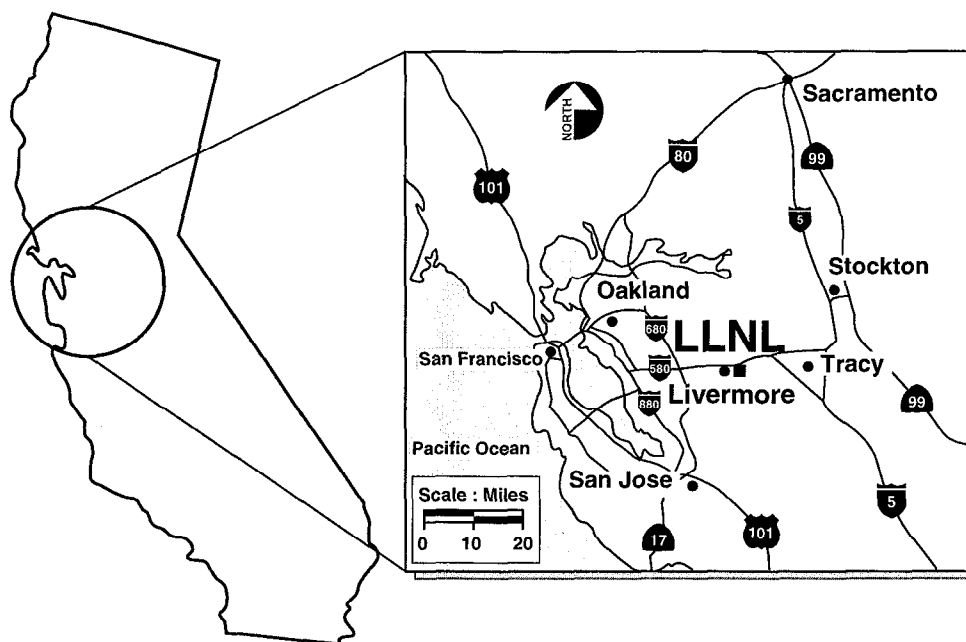 Sacramento
NORTH
80
99
101
5
Stockton
Oakland
680
LLNL
San Francisco
580
Tracy
Livermore
880
99
Pacific Ocean
San Jose
Scale : Miles
0 10 20
5
17
101